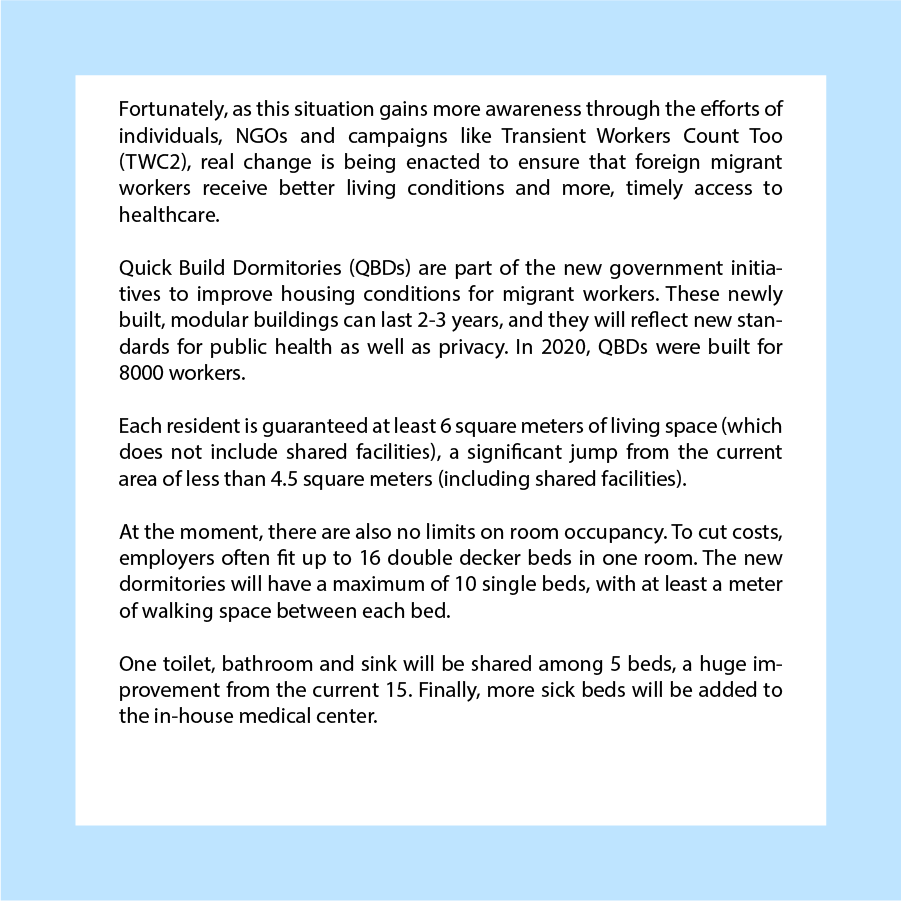 Fortunately, as this situation gains more awareness through the efforts of
individuals, NGOs and campaigns like Transient Workers Count Too
(TWC2), real change is being enacted to ensure that foreign migrant
workers receive better living conditions and more, timely access to
healthcare.
Quick Build Dormitories (QBDs) are part of the new government initia-
tives to improve housing conditions for migrant workers. These newly
built, modular buildings can last 2-3 years, and they will reflect new stan-
dards for public health as well as privacy. In 2020, QBDs were built for
8000 workers.
Each resident is guaranteed at least 6 square meters of living space (which
does not include shared facilities), a significant jump from the current
area of less than 4.5 square meters (including shared facilities).
At the moment, there are also no limits on room occupancy. To cut costs,
employers often fit up to 16 double decker beds in one room. The new
dormitories will have a maximum of 10 single beds, with at least a meter
of walking space between each bed.
One toilet, bathroom and sink will be shared among 5 beds, a huge im-
provement from the current 15. Finally, more sick beds will be added to
the in-house medical center.